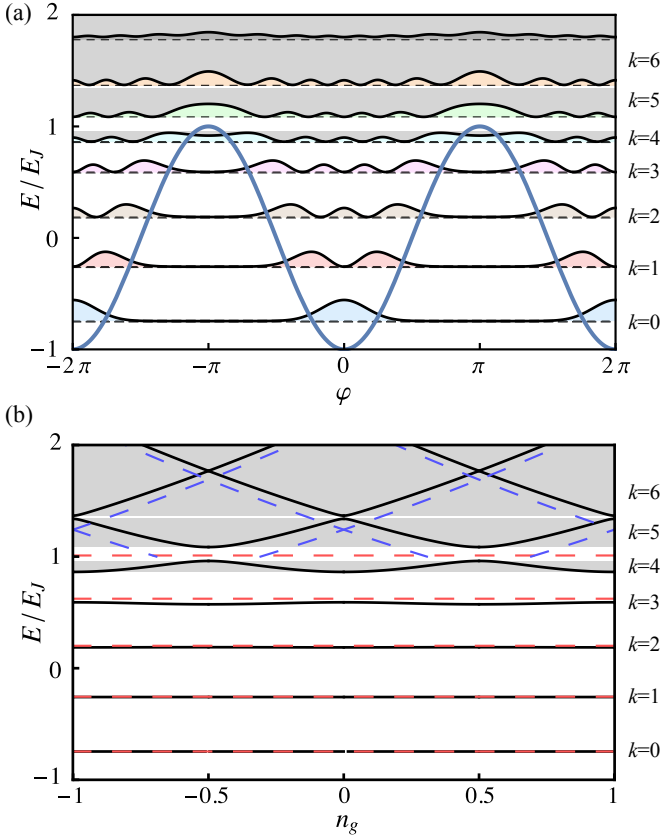 (a)
2
1
0
-1
E/E_J
k=6
k=5
k=4
k=3
k=2
k=1
k=0
-2π
-π
0
π
2π
φ
(b)
2
1
0
-1
E/E_J
k=6
k=5
k=4
k=3
k=2
k=1
k=0
-1
-0.5
0
0.5
1
n_g